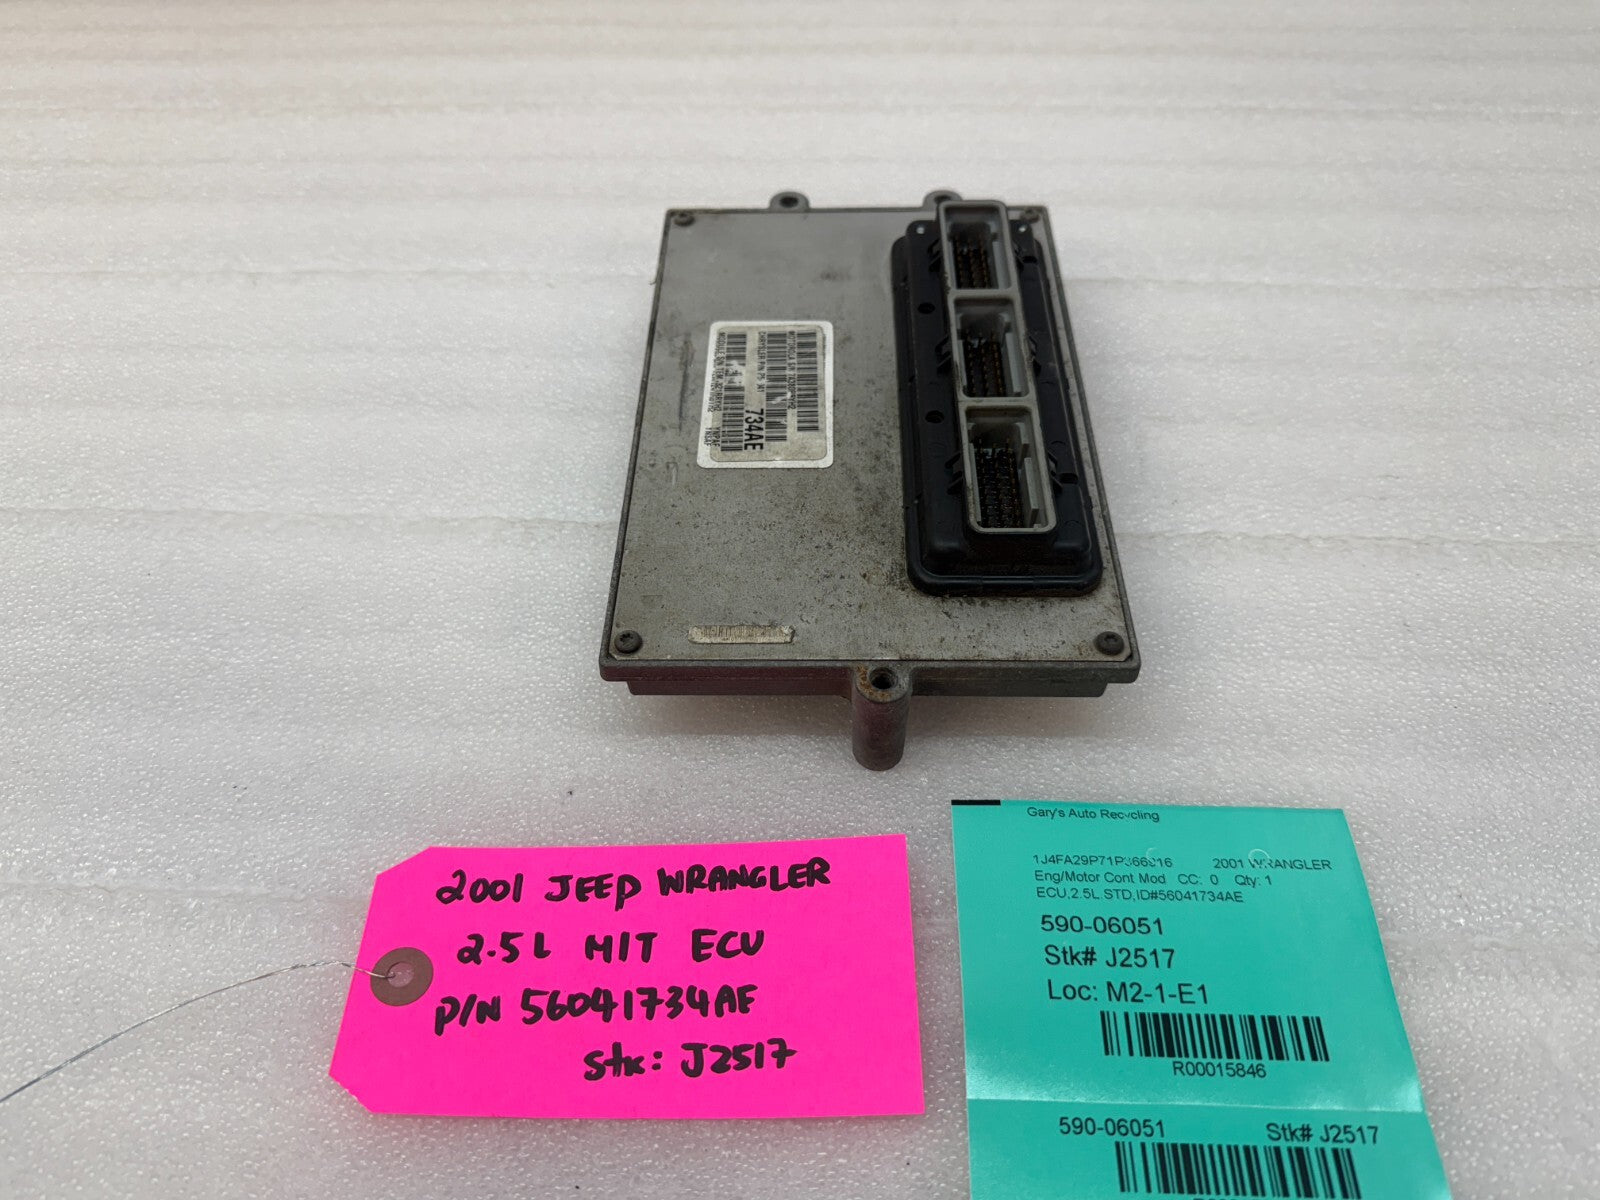 734AE
2001 JEEP WRANGLER
2.5L M/T ECU
P/N 56041734AE
Stk: J2517
Gary's Auto Recycling
2001 WRANGLER
Eng/Motor Cont Mod CC: 0 Qty: 1
ECU,2.5L.STD,ID#56041734AE
590-06051
Stk# J2517
Loc: M2-1-E1
R00015846
590-06051 Stk# J2517